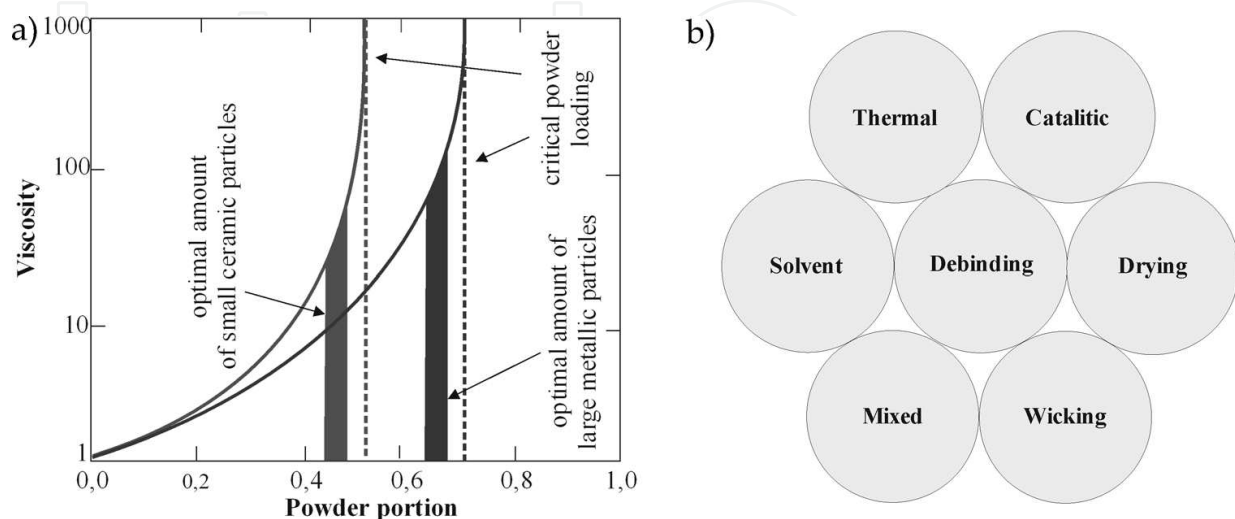 a)
1000
100
10
1
Viscosity
optimal amount
of small ceramic particles
critical powder
loading
optimal amount of
large metallic particles
0,0
0,2
0,4
0,6
0,8
1,0
Powder portion
b)
Thermal
Catalitic
Solvent
Debinding
Drying
Mixed
Wicking